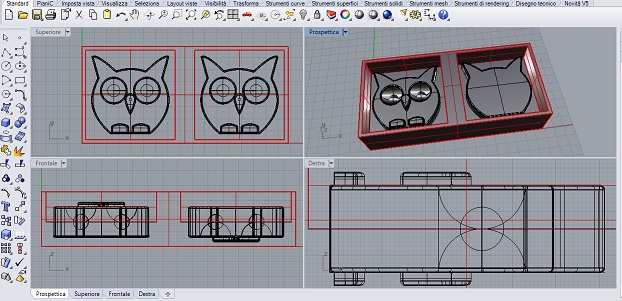 Standard PlaniC Imposta vista Visualizza Seleziona Layout viste Visibilità Trasforma Strumenti curve Strumenti superfici Strumenti solidi Strumenti mesh Strumenti di rendering Disegno tecnico Novità V5
Superiore
Prospettica
y
x
Frontale
Destra
z
x
z
Prospettica Superiore Frontale Destra